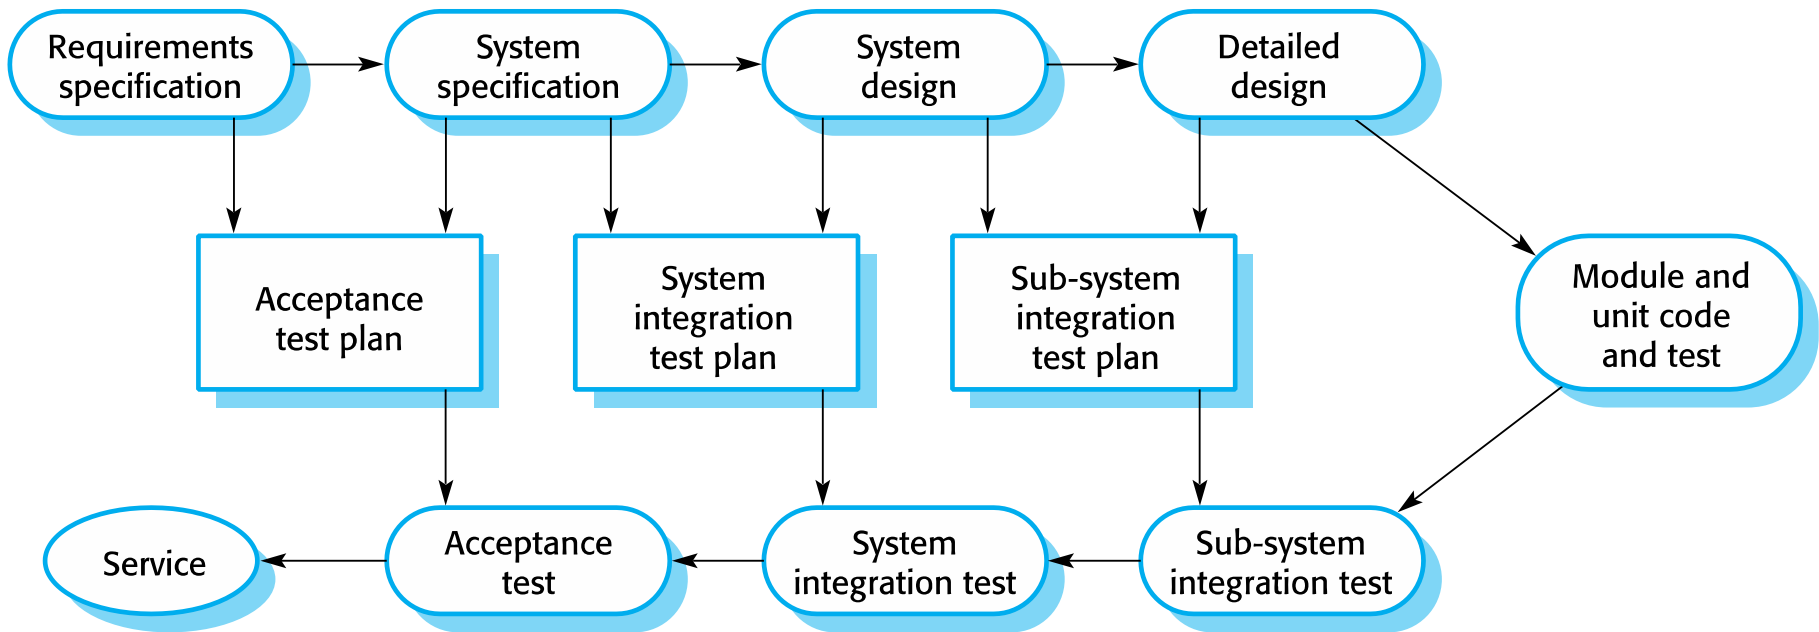 Requirements
specification
System
specification
System
design
Detailed
design
Acceptance
test plan
System
integration
test plan
Sub-system
integration
test plan
Module and
unit code
and test
Service
Acceptance
test
System
integration test
Sub-system
integration test